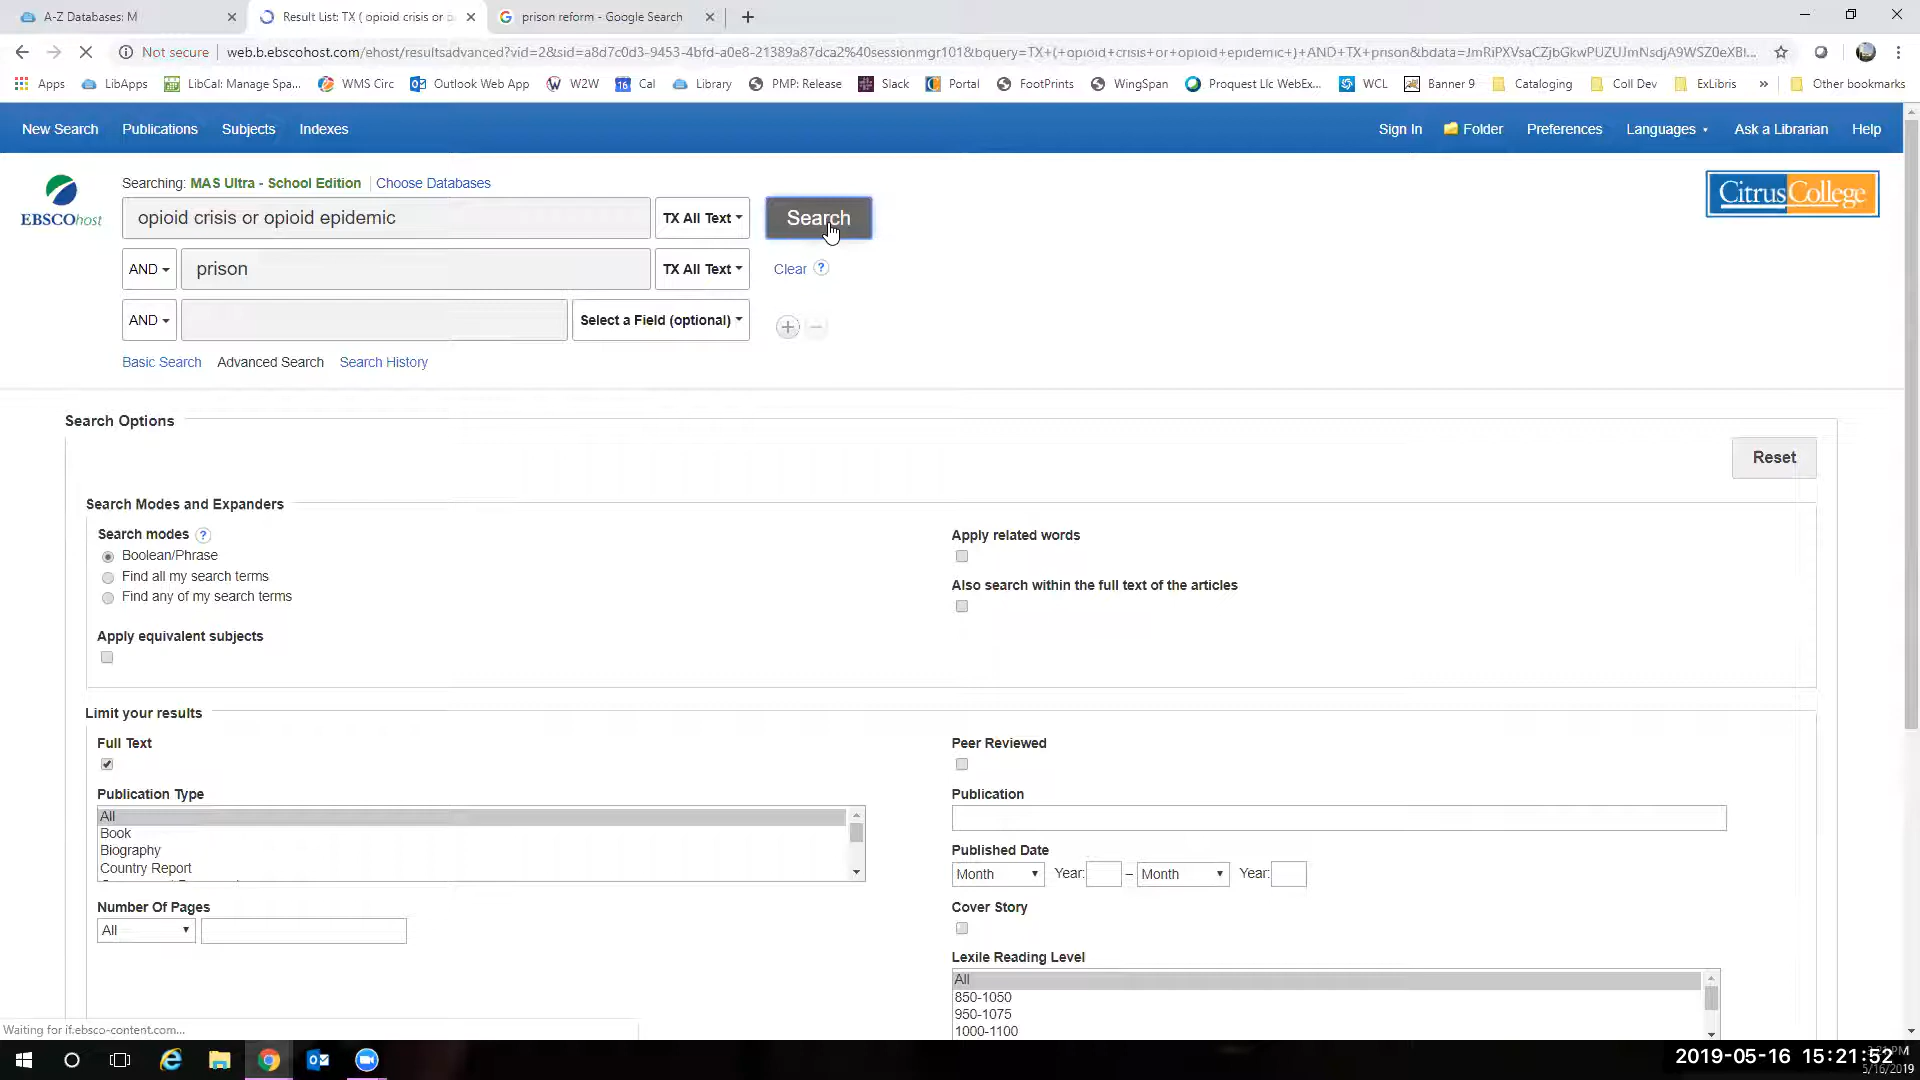 A-Z Databases: M
Result List: TX ( opioid crisis or o
prison reform - Google Search
Not secure
web.b.ebscohost.com/ehost/resultsadvanced?vid=2&sid=a8d7c0d3-9453-4bfd-a0e8-21389a87dca2%40sessionmgr101&bquery=TX+(+opioid+crisis+or+opioid+epidemic+)+AND+TX+prison&bdata=JmRiPXVsaCZjbGkwPUZUJmNsdjA9WSZ0eXBl...
Apps
LibApps
LibCal: Manage Spa...
WMS Circ
Outlook Web App
W2W
16 Cal
Library
PMP: Release
Slack
Portal
FootPrints
WingSpan
Proquest Llc WebEx...
WCL
Banner 9
Cataloging
Coll Dev
ExLibris
»
Other bookmarks
New Search Publications Subjects Indexes
Sign In Folder Preferences Languages Ask a Librarian Help
EBSCOhost
Searching: MAS Ultra - School Edition Choose Databases
CitrusCollege
opioid crisis or opioid epidemic TX All Text Search
AND prison TX All Text Clear ?
AND Select a Field (optional)
Basic Search Advanced Search Search History
Search Options
Reset
Search Modes and Expanders
Search modes ?
Boolean/Phrase
Find all my search terms
Find any of my search terms
Apply equivalent subjects
Apply related words
Also search within the full text of the articles
Limit your results
Full Text
Publication Type
All
Book
Biography
Country Report
Number Of Pages
All
Peer Reviewed
Publication
Published Date
Month Year: – Month Year:
Cover Story
Lexile Reading Level
All
850-1050
950-1075
1000-1100
Waiting for if.ebsco-content.com...
2019-05-16 15:21:52
5/16/2019